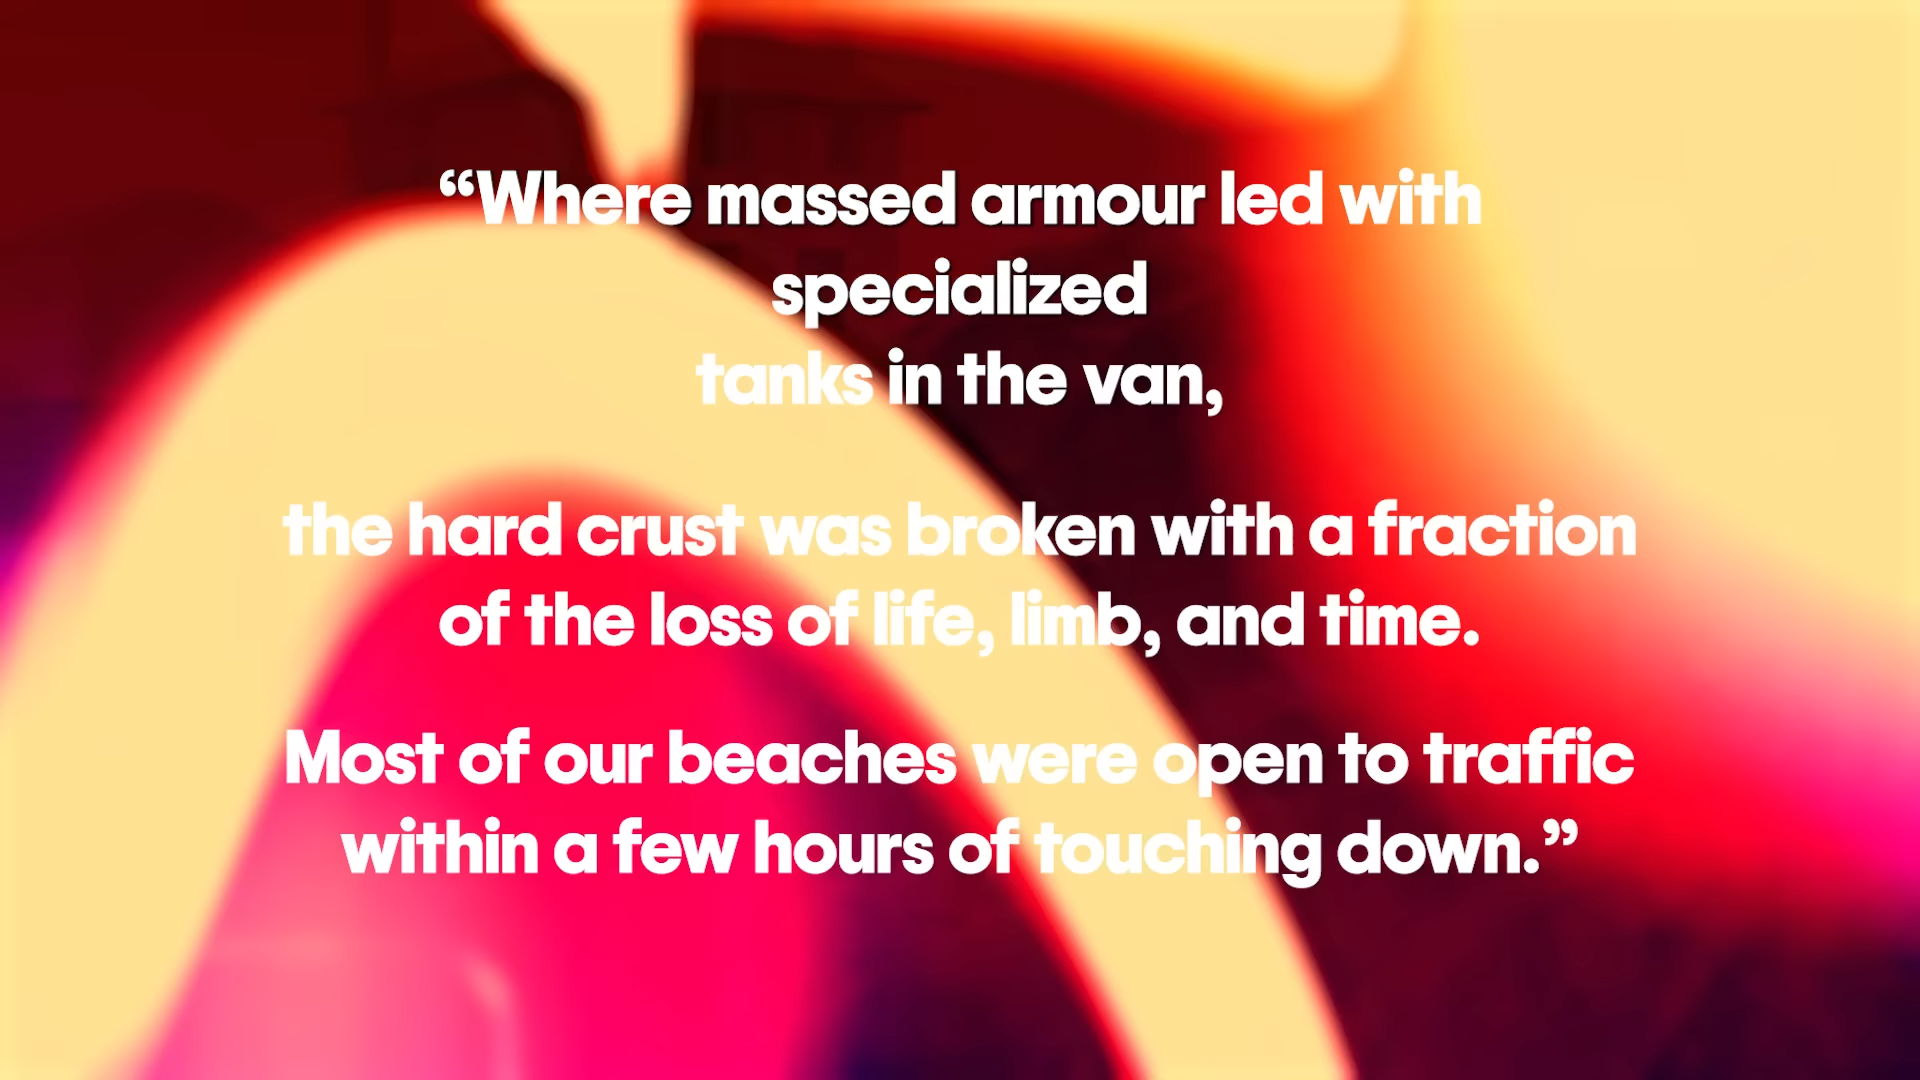 “Where massed armour led with
specialized
tanks in the van,
the hard crust was broken with a fraction
of the loss of life, limb, and time.
Most of our beaches were open to traffic
within a few hours of touching down.”